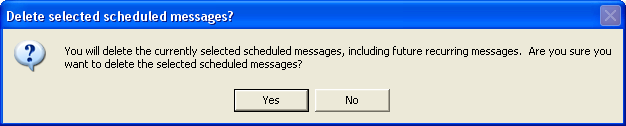 Delete selected scheduled messages?
You will delete the currently selected scheduled messages, including future recurring messages.  Are you sure you
want to delete the selected scheduled messages?
Yes No